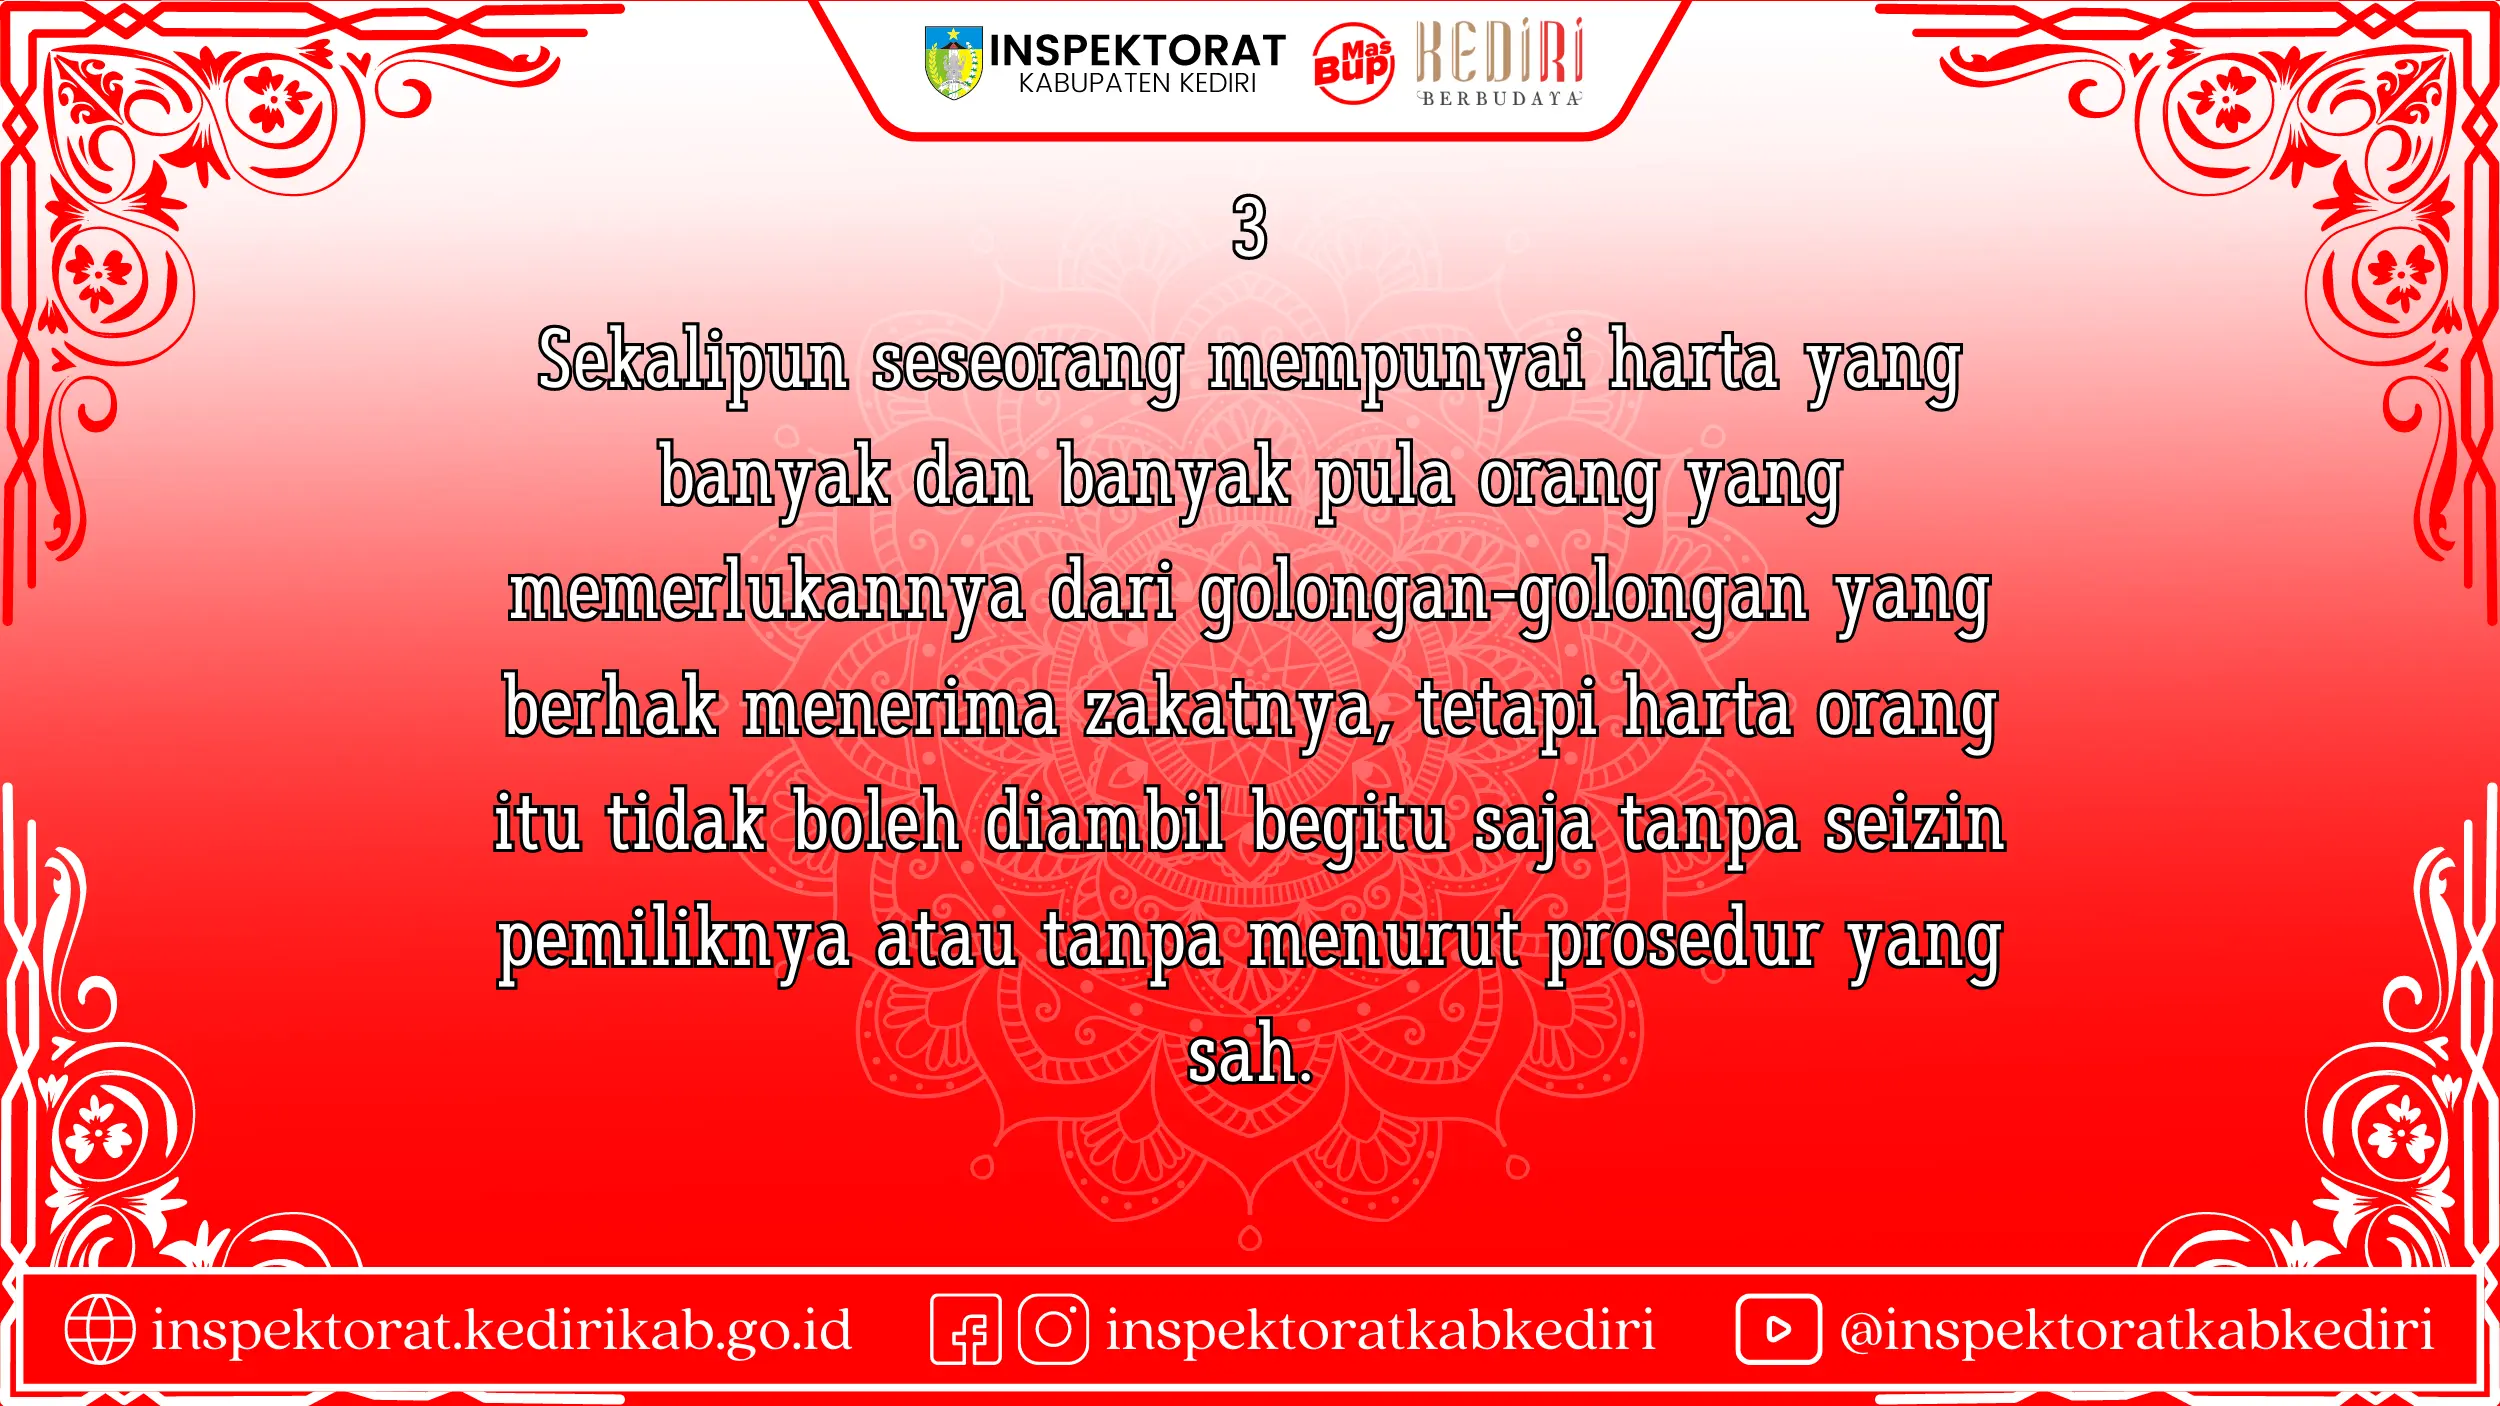 INSPEKTORAT
KABUPATEN KEDIRI
Mas
Bup
KEDIRI
BERBUDAYA
3
Sekalipun seseorang mempunyai harta yang
banyak dan banyak pula orang yang
memerlukannya dari golongan-golongan yang
berhak menerima zakatnya, tetapi harta orang
itu tidak boleh diambil begitu saja tanpa seizin
pemiliknya atau tanpa menurut prosedur yang
sah.
inspektorat.kedirikab.go.id
inspektoratkabkediri
@inspektoratkabkediri